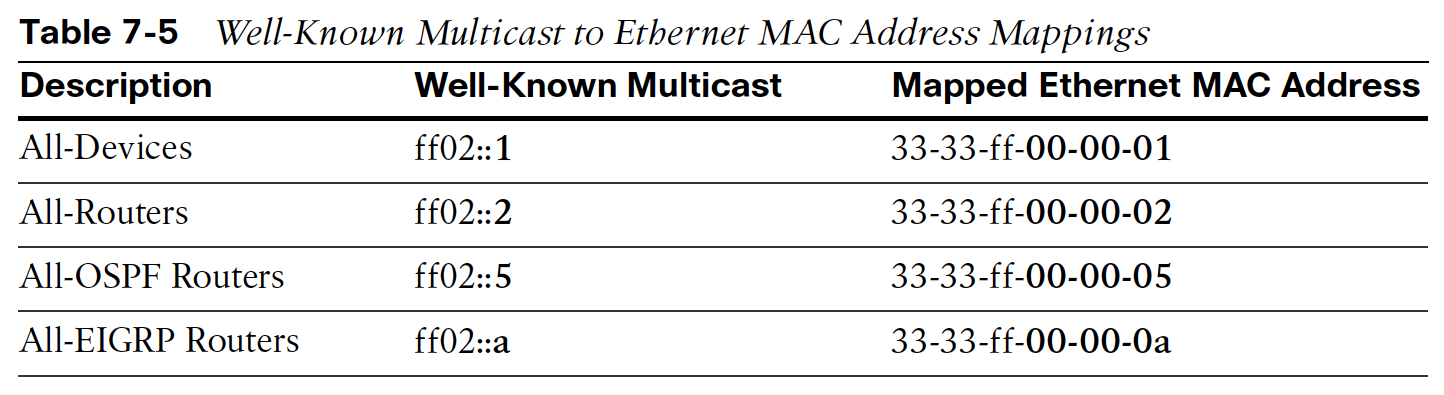 Table 7-5 Well-Known Multicast to Ethernet MAC Address Mappings
Description Well-Known Multicast Mapped Ethernet MAC Address
All-Devices ff02::1 33-33-ff-00-00-01
All-Routers ff02::2 33-33-ff-00-00-02
All-OSPF Routers ff02::5 33-33-ff-00-00-05
All-EIGRP Routers ff02::a 33-33-ff-00-00-0a